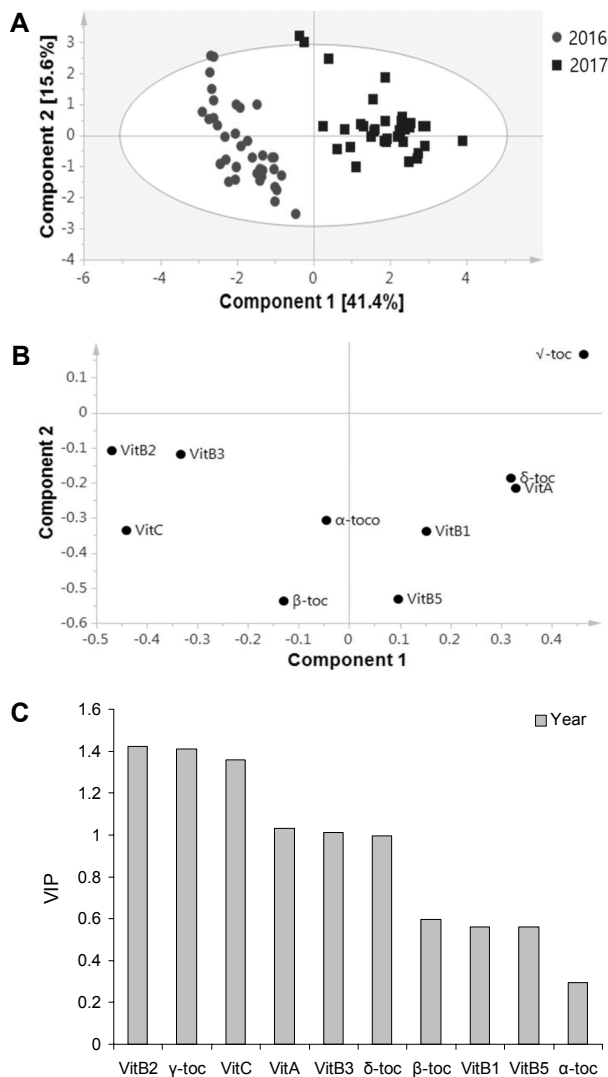 A
Component 2 [15.6%]
3
2
1
0
-1
-2
-3
-4
-6
-4
-2
0
2
4
Component 1 [41.4%]
2016
2017
B
Component 2
0.1
0
-0.1
-0.2
-0.3
-0.4
-0.5
-0.6
√-toc
VitB2
VitB3
δ-toc
VitA
VitC
α-toco
VitB1
β-toc
VitB5
-0.5
-0.4
-0.3
-0.2
-0.1
0
0.1
0.2
0.3
0.4
Component 1
C
VIP
1.6
1.4
1.2
1
0.8
0.6
0.4
0.2
0
Year
VitB2 γ-toc VitC VitA VitB3 δ-toc β-toc VitB1 VitB5 α-toc